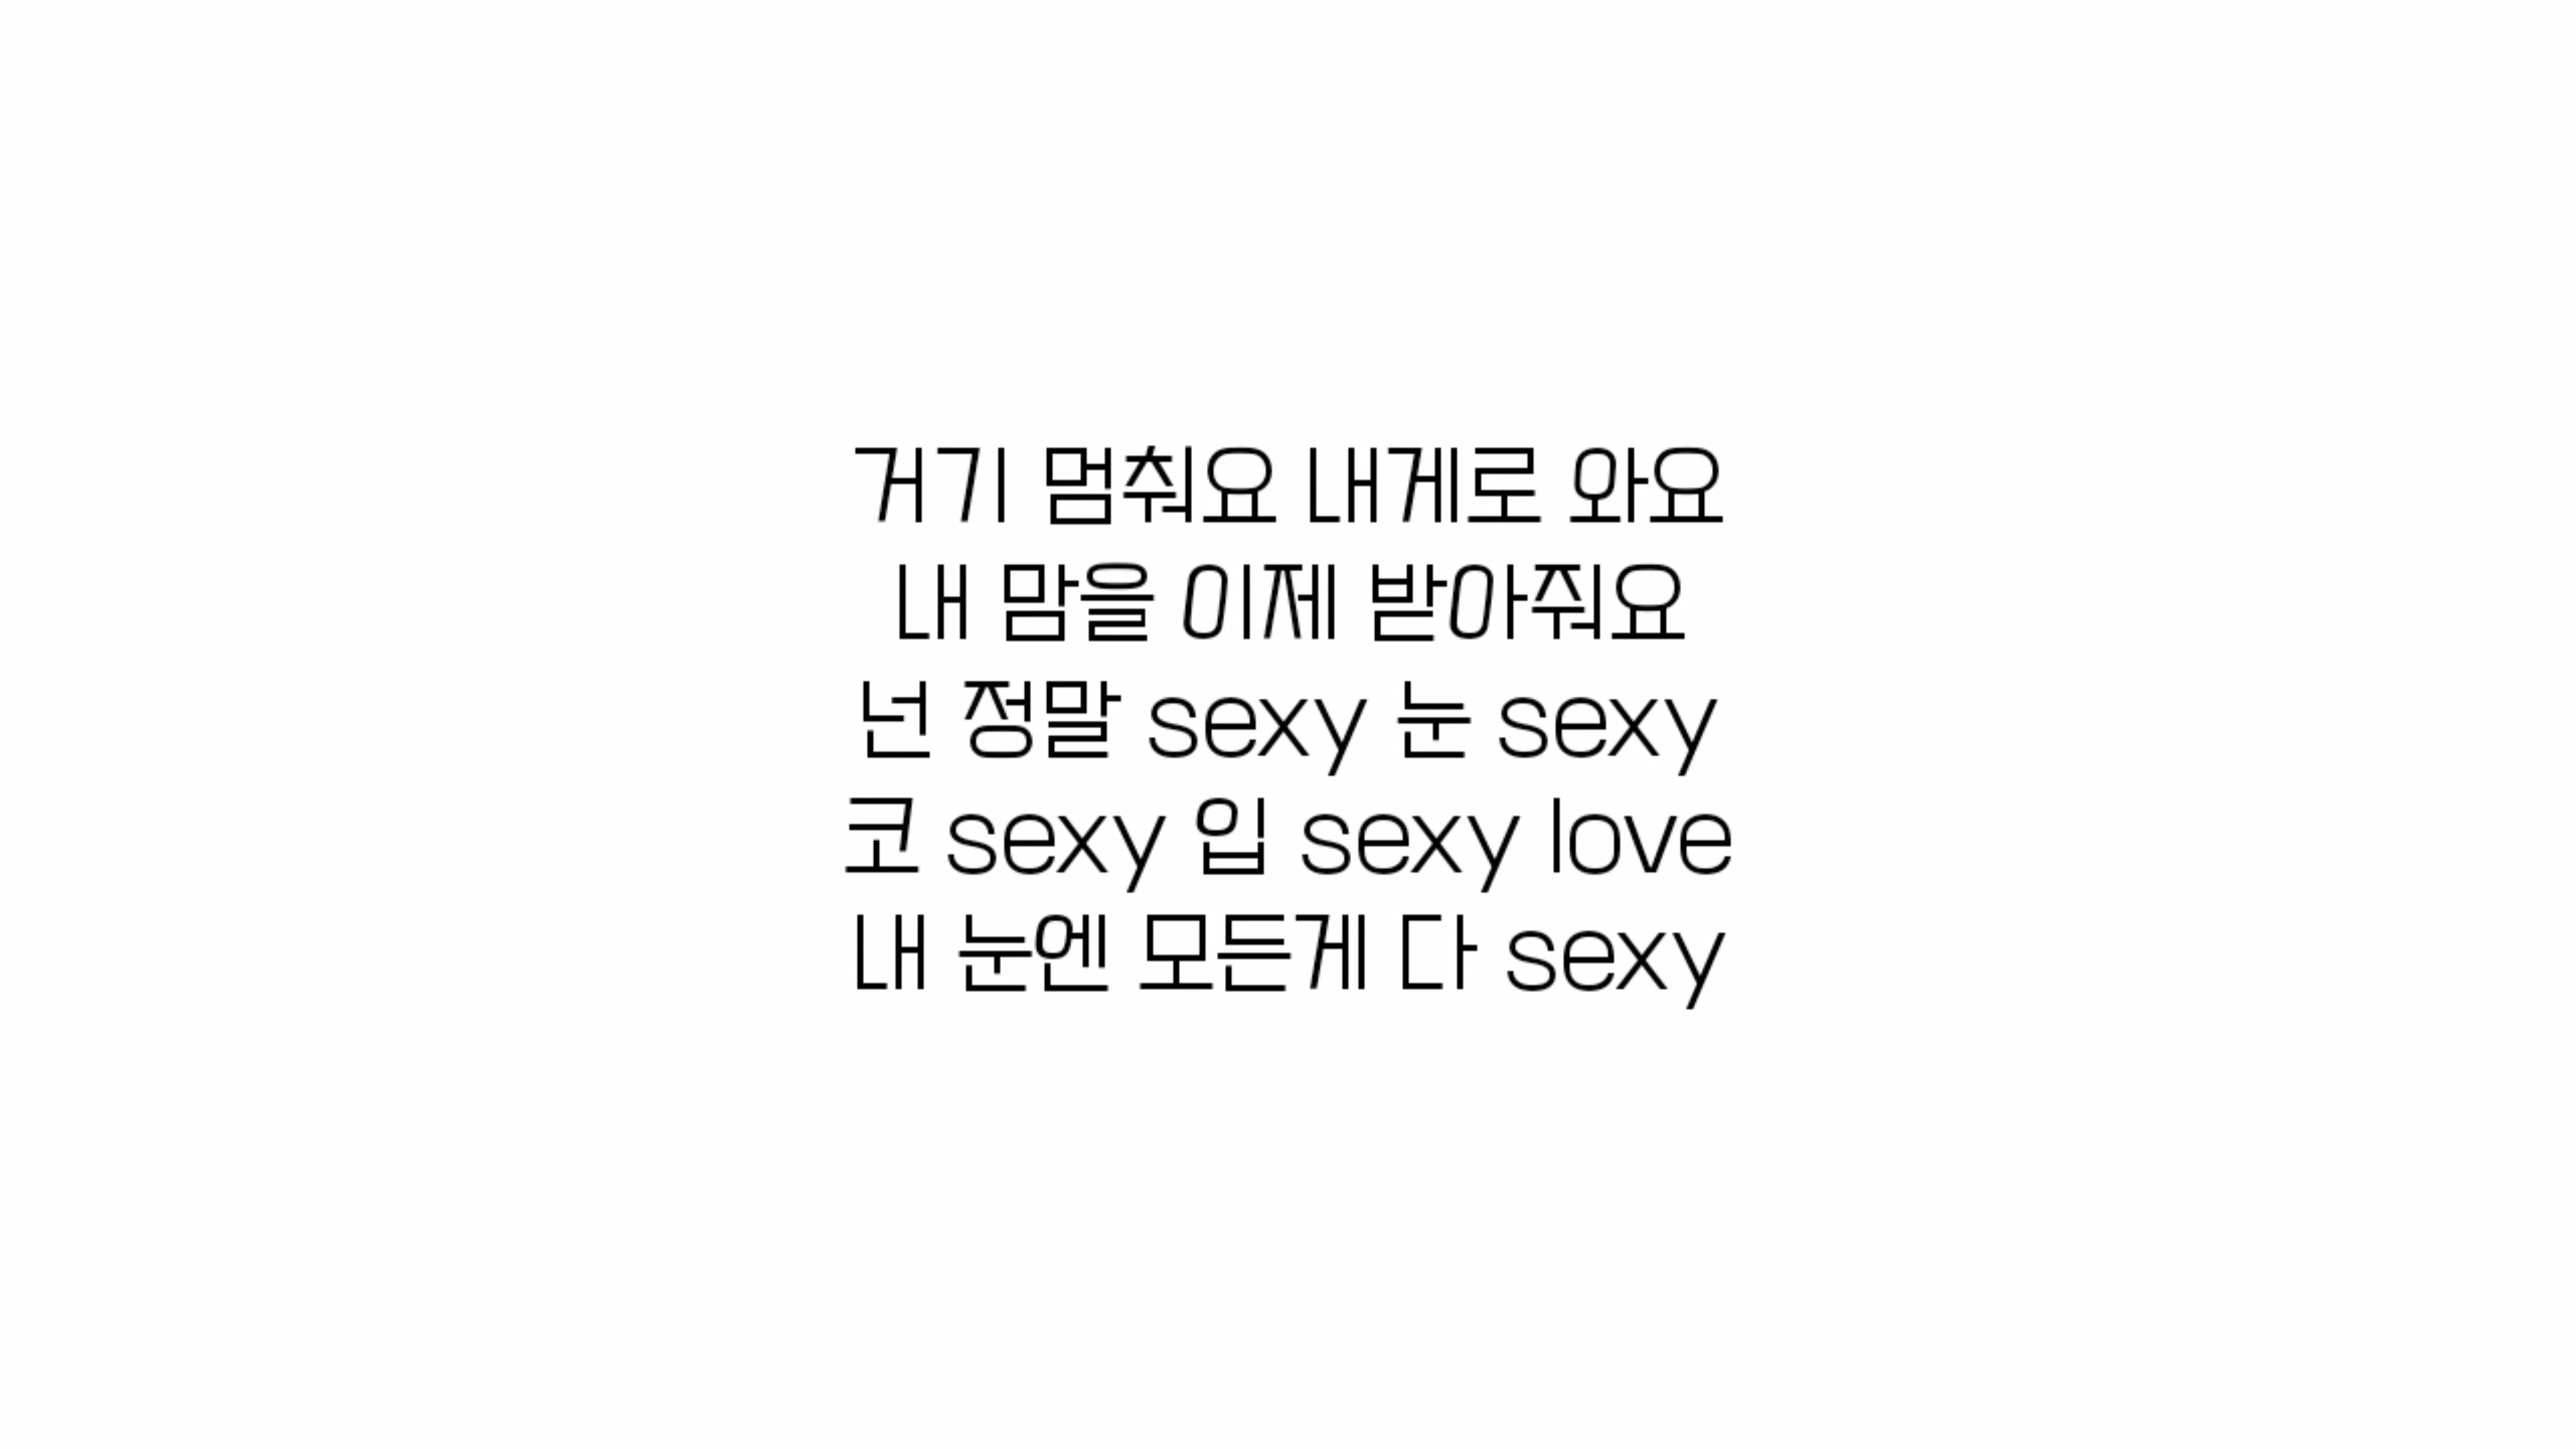 거기 멈춰요 내게로 와요
내 맘을 이제 받아줘요
넌 정말 sexy 눈 sexy
코 sexy 입 sexy love
내 눈엔 모든게 다 sexy